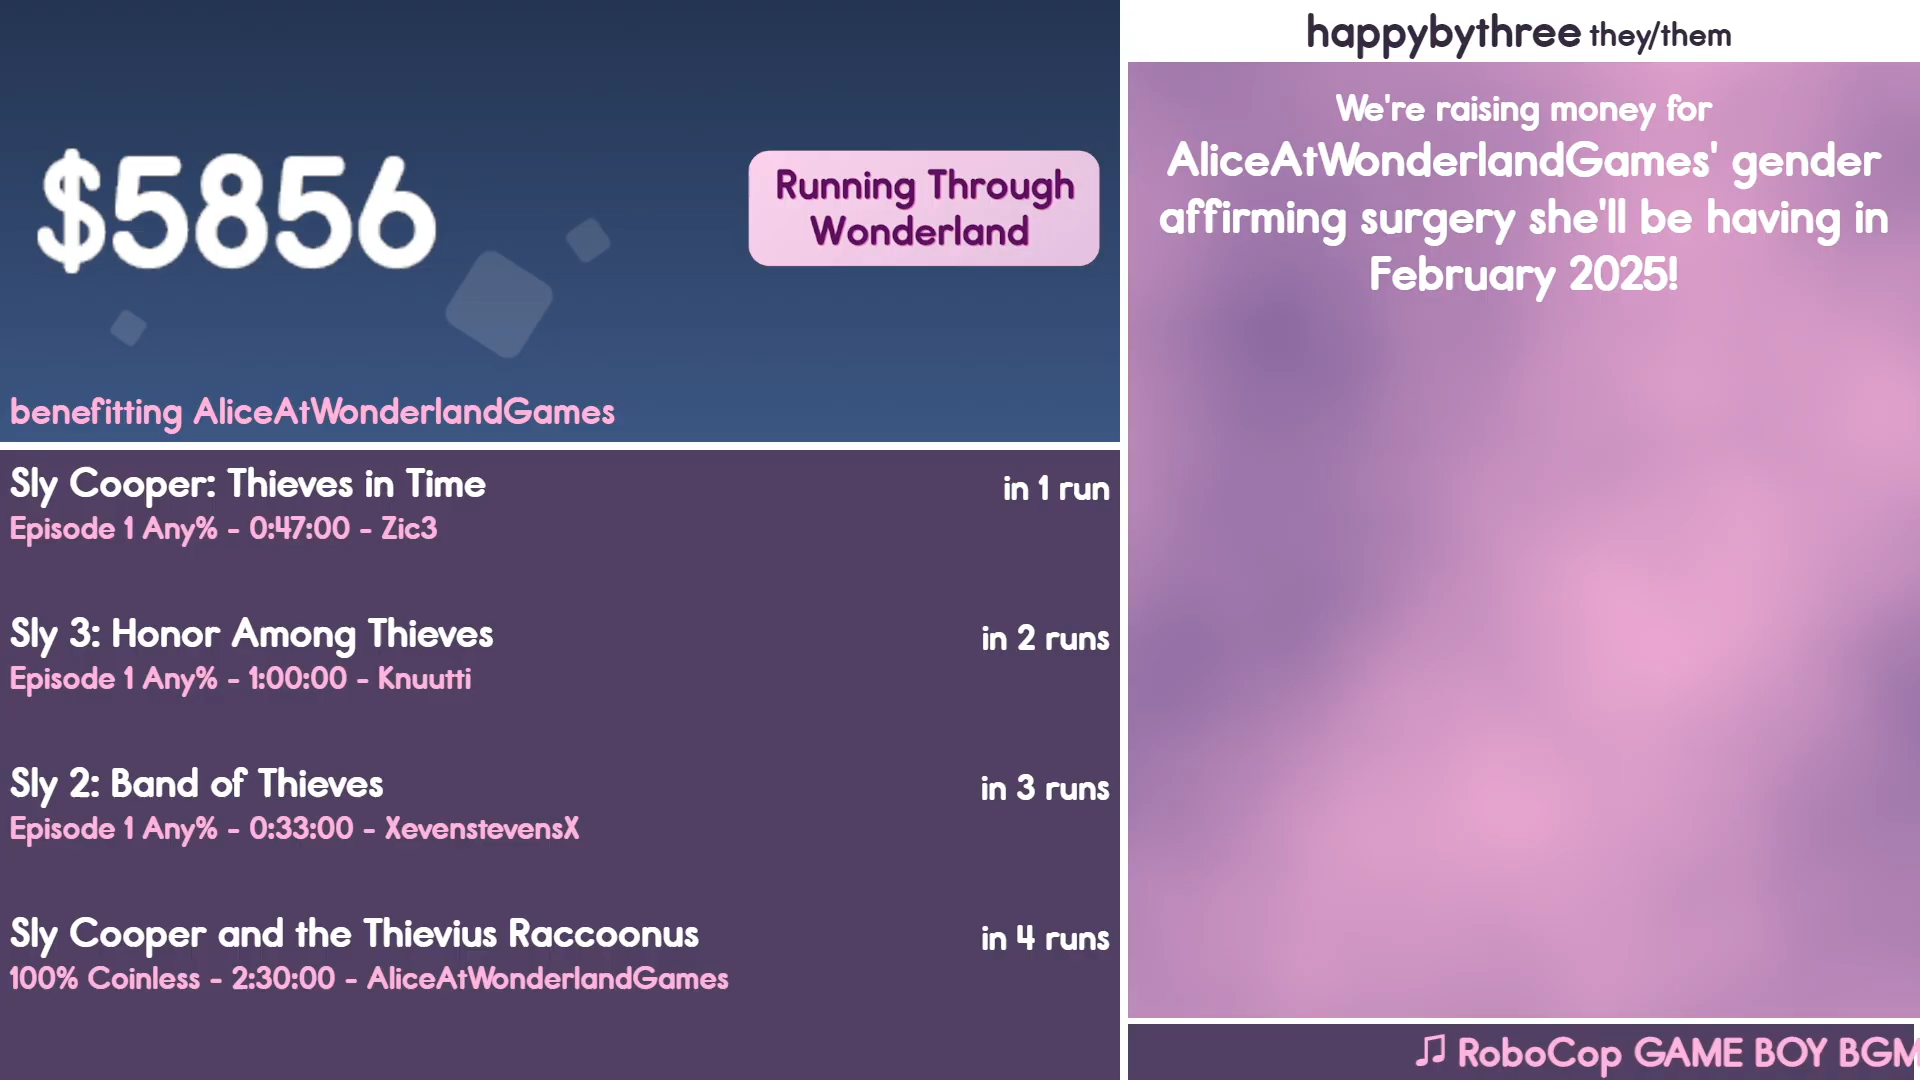 $5856
Running Through
Wonderland
benefitting AliceAtWonderlandGames
Sly Cooper: Thieves in Time
in 1 run
Episode 1 Any% - 0:47:00 - Zic3
Sly 3: Honor Among Thieves
in 2 runs
Episode 1 Any% - 1:00:00 - Knuutti
Sly 2: Band of Thieves
in 3 runs
Episode 1 Any% - 0:33:00 - XevenstevensX
Sly Cooper and the Thievius Raccoonus
in 4 runs
100% Coinless - 2:30:00 - AliceAtWonderlandGames
happybythree they/them
We're raising money for
AliceAtWonderlandGames' gender
affirming surgery she'll be having in
February 2025!
♫ RoboCop GAME BOY BGM